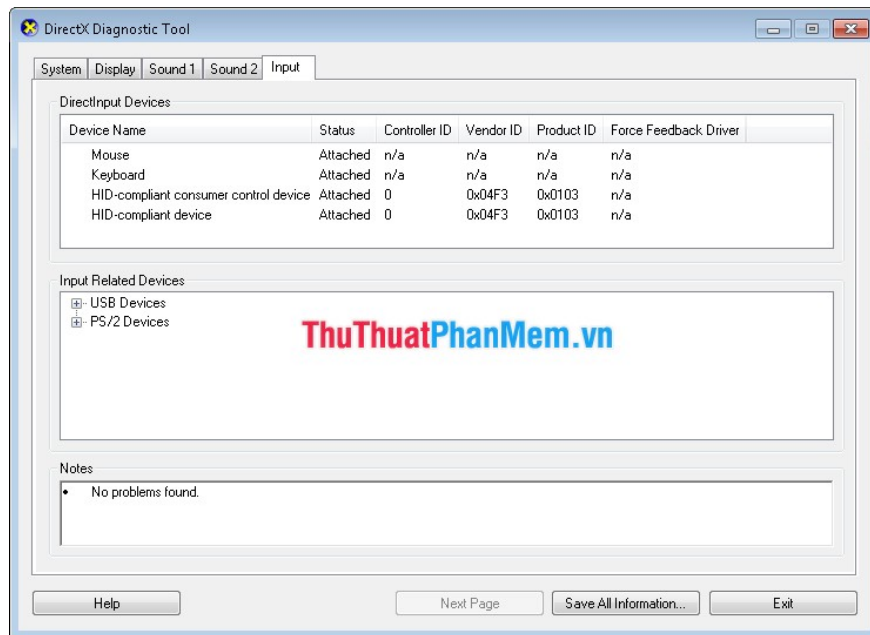 DirectX Diagnostic Tool
System Display Sound 1 Sound 2 Input
DirectInput Devices
Device Name Status Controller ID Vendor ID Product ID Force Feedback Driver
Mouse Attached n/a n/a n/a n/a
Keyboard Attached n/a n/a n/a n/a
HID-compliant consumer control device Attached 0 0x04F3 0x0103 n/a
HID-compliant device Attached 0 0x04F3 0x0103 n/a
Input Related Devices
USB Devices
PS/2 Devices
ThuThuatPhanMem.vn
Notes
• No problems found.
Help Next Page Save All Information... Exit